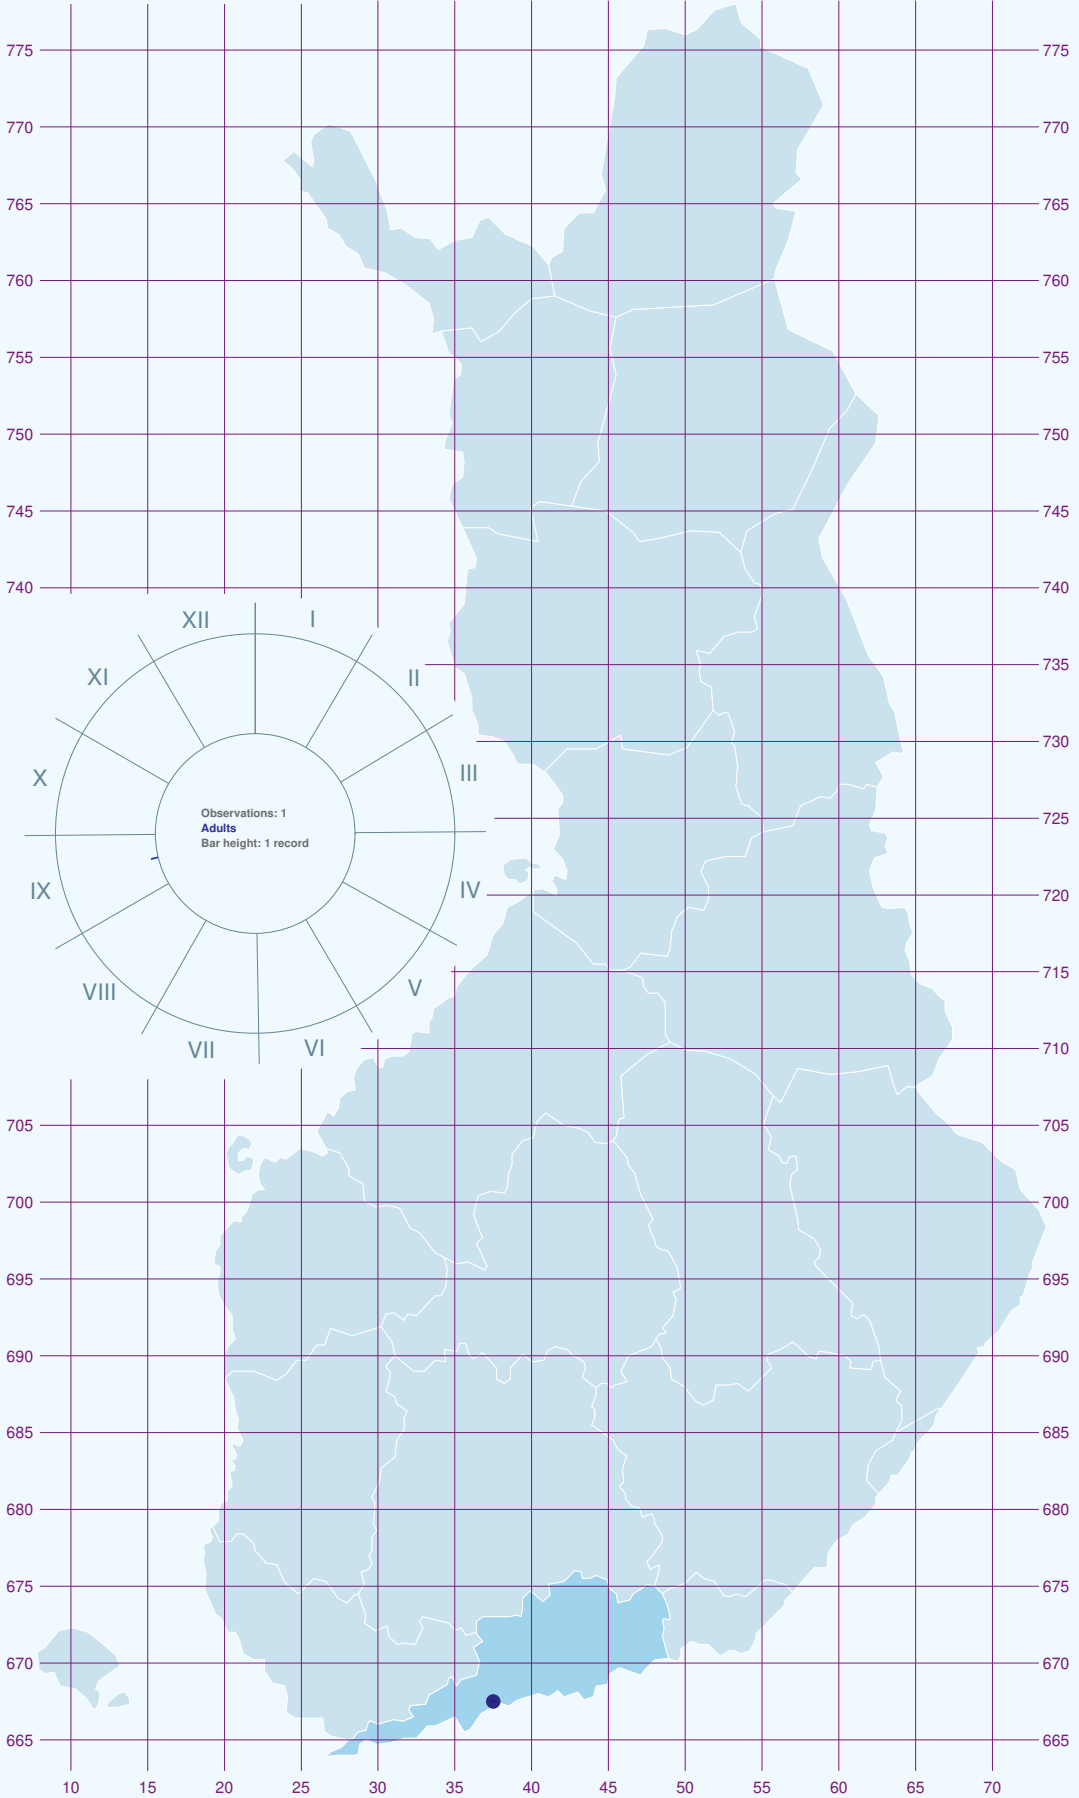 775 775
770 770
765 765
760 760
755 755
750 750
745 745
740 740
XII I
XI II
735
730
X III
Observations: 1
Adults
Bar height: 1 record
725
IX IV
720
715
VIII V
VII VI
710
705 705
700 700
695 695
690 690
685 685
680 680
675 675
670 670
665 665
10 15 20 25 30 35 40 45 50 55 60 65 70